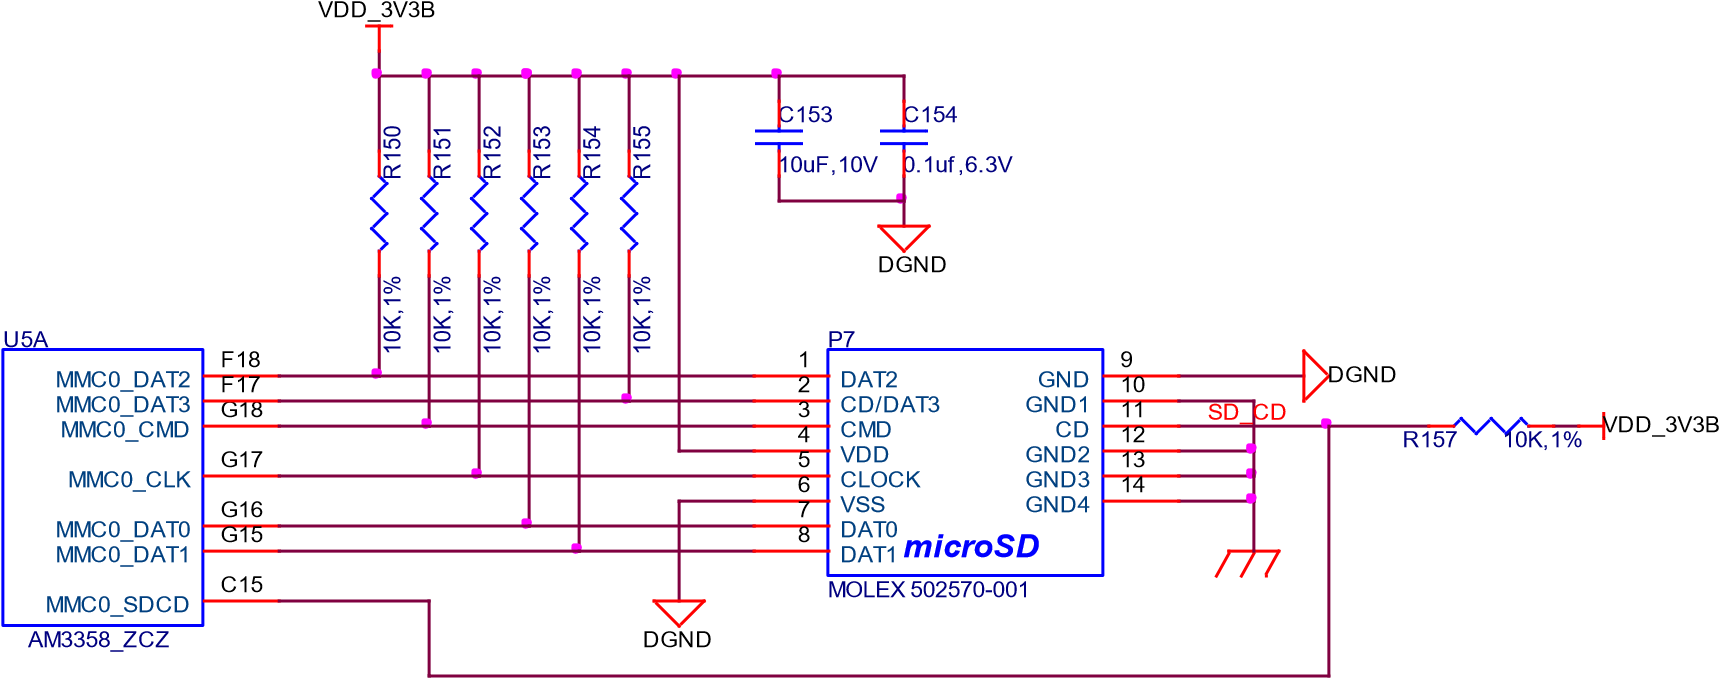 VDD_3V3B
C153
C154
R150
R151
R152
R153
R154
R155
10uF,10V
0.1uf,6.3V
DGND
10K,1%
10K,1%
10K,1%
10K,1%
10K,1%
10K,1%
U5A
P7
F18
1
9
MMC0_DAT2
DAT2
GND
DGND
F17
2
10
MMC0_DAT3
CD/DAT3
GND1
G18
3
11
SD_CD
MMC0_CMD
CMD
CD
R157
10K,1%
VDD_3V3B
4
12
VDD
GND2
G17
5
13
MMC0_CLK
CLOCK
GND3
6
14
VSS
GND4
G16
7
MMC0_DAT0
DAT0
G15
8
MMC0_DAT1
DAT1
microSD
C15
MOLEX 502570-001
MMC0_SDCD
AM3358_ZCZ
DGND